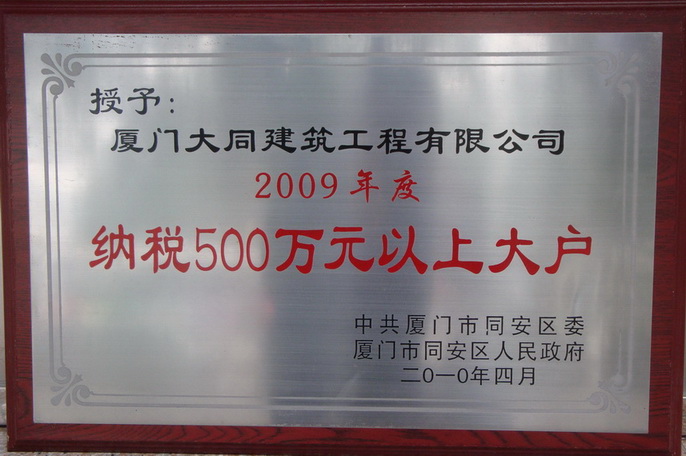 授予：
厦门大同建筑工程有限公司
2009年度
纳税500万元以上大户
中共厦门市同安区委
厦门市同安区人民政府
二〇一〇年四月